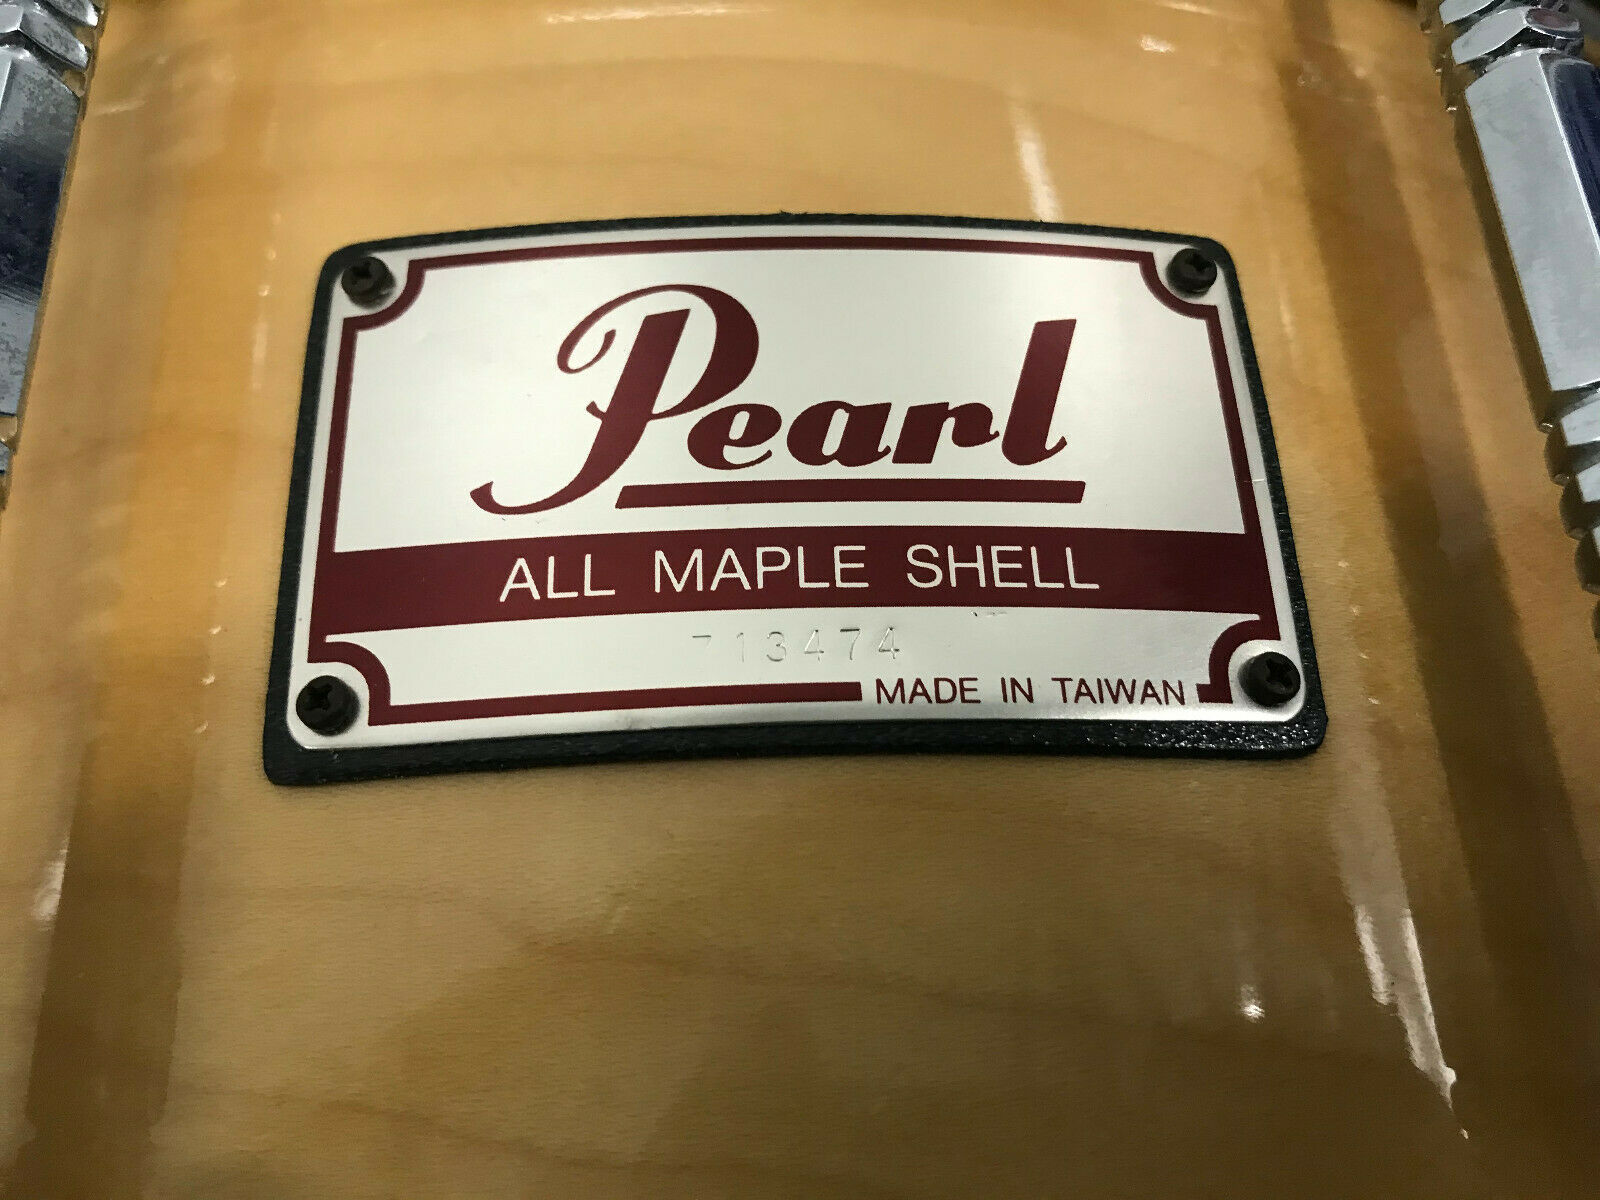 Pearl
ALL MAPLE SHELL
713474
MADE IN TAIWAN